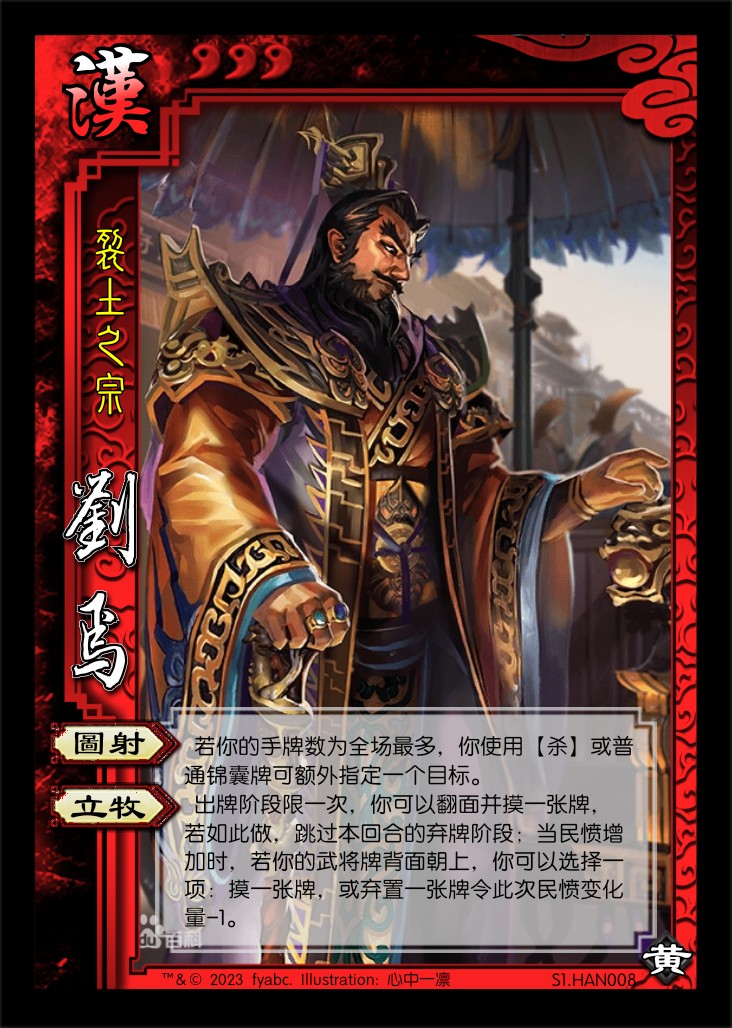 漢
裂土之宗
劉焉
圖射
若你的手牌数为全场最多，你使用【杀】或普
通锦囊牌可额外指定一个目标。
立牧
出牌阶段限一次，你可以翻面并摸一张牌，
若如此做，跳过本回合的弃牌阶段；当民愤增
加时，若你的武将牌背面朝上，你可以选择一
项：摸一张牌，或弃置一张牌令此次民愤变化
量-1。
Bai百科
黄
™&© 2023 fyabc. Illustration: 心中一凛
S1.HAN008